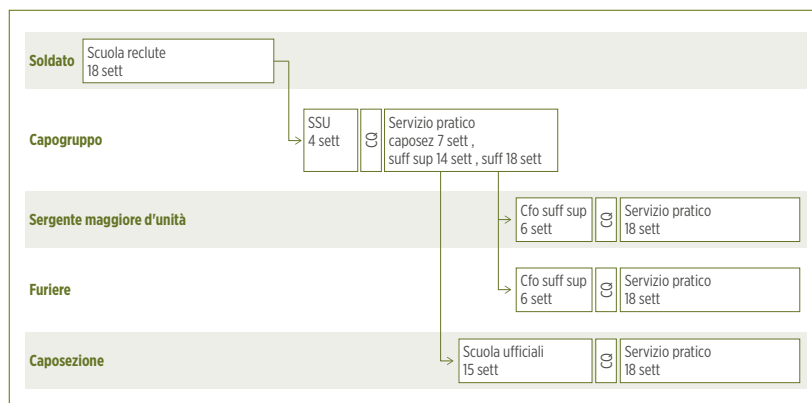 Soldato
Scuola reclute
18 sett
Capogruppo
SSU
4 sett
CQ
Servizio pratico
caposez 7 sett ,
suff sup 14 sett , suff 18 sett
Sergente maggiore d'unità
Cfo suff sup
6 sett
CQ
Servizio pratico
18 sett
Furiere
Cfo suff sup
6 sett
CQ
Servizio pratico
18 sett
Caposezione
Scuola ufficiali
15 sett
CQ
Servizio pratico
18 sett